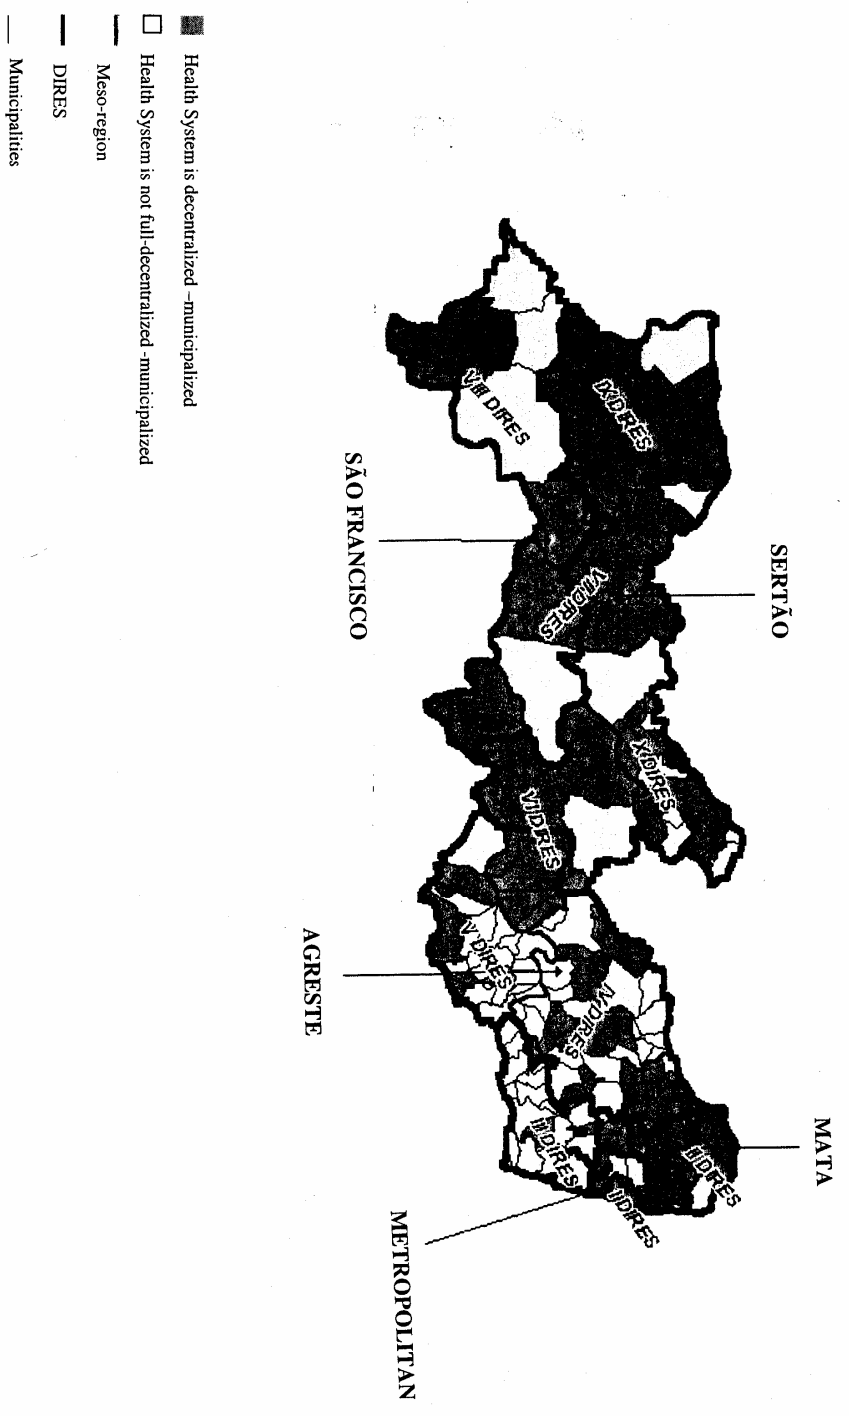 SERTÃO
MATA
IX DIRES
VIII DIRES
VII DIRES
X DIRES
VI DIRES
V DIRES
IV DIRES
III DIRES
II DIRES
I DIRES
SÃO FRANCISCO
AGRESTE
METROPOLITAN
Health System is decentralized –municipalized
Health System is not full-decentralized -municipalized
Meso-region
DIRES
Municipalities